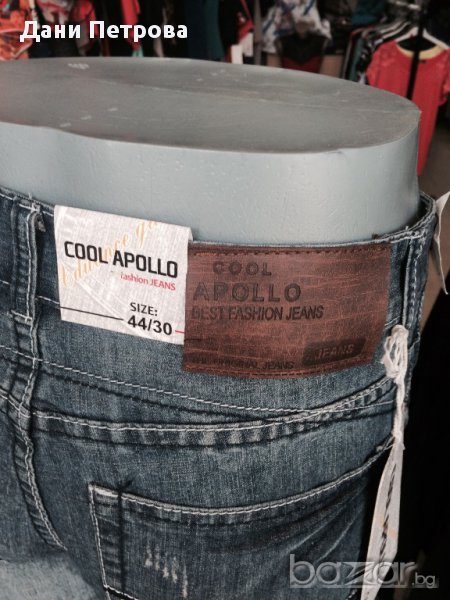 Дани Петрова
COOL APOLLO
fashion JEANS
SIZE:
44/30
COOL
APOLLO
BEST FASHION JEANS
JEANS
bazar.bg